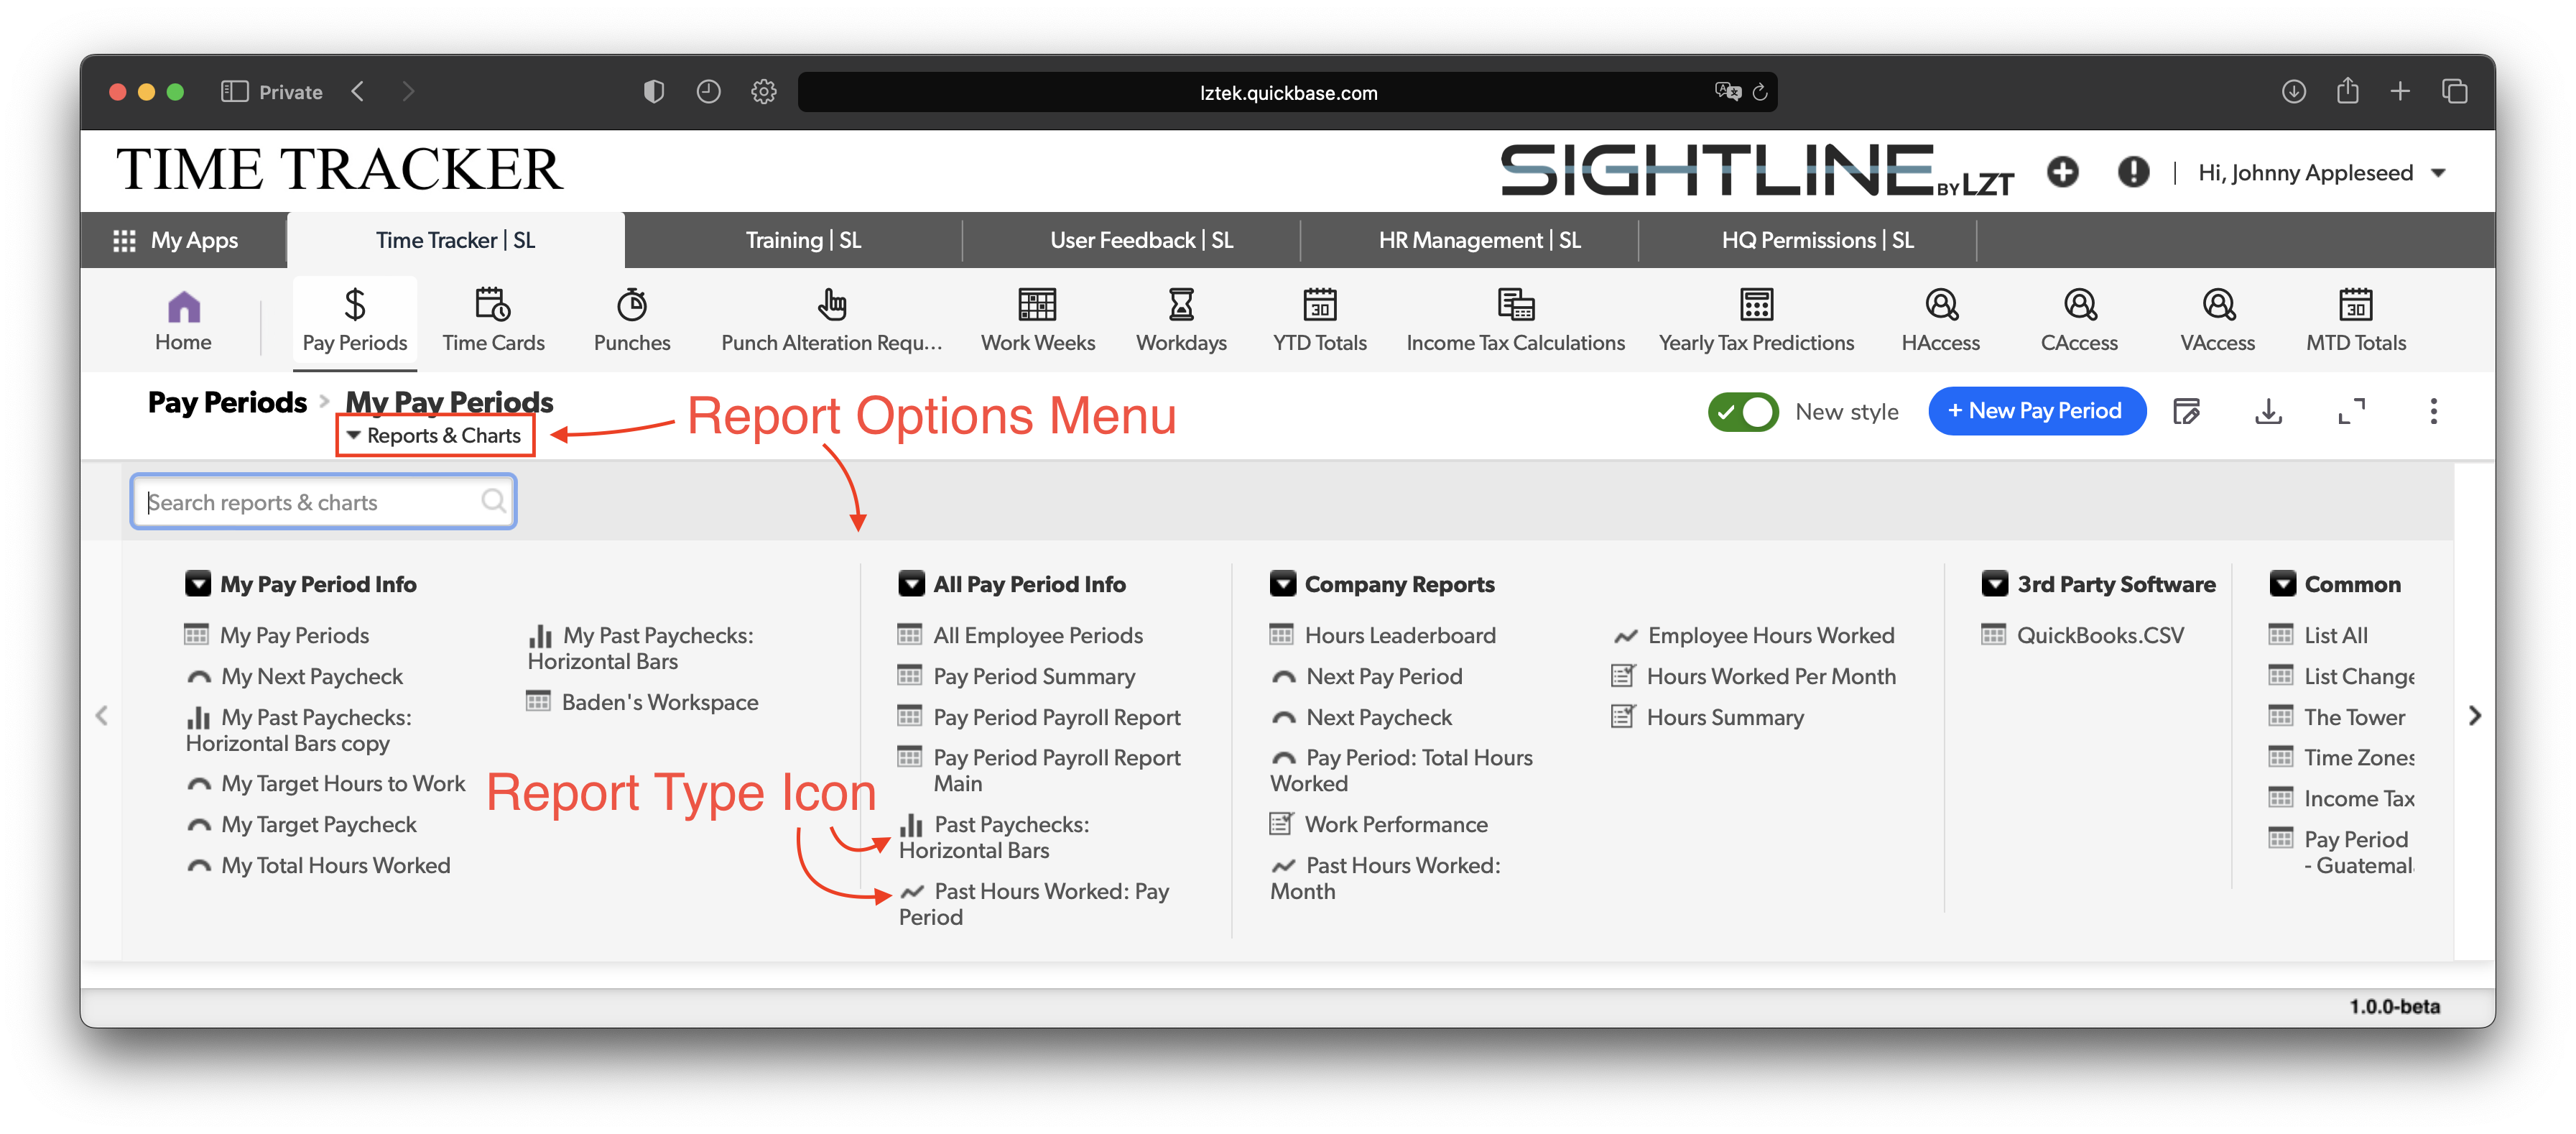 Private
lztek.quickbase.com
TIME TRACKER
SIGHTLINE BY LZT
Hi, Johnny Appleseed
My Apps
Time Tracker | SL
Training | SL
User Feedback | SL
HR Management | SL
HQ Permissions | SL
Home
Pay Periods
Time Cards
Punches
Punch Alteration Requ...
Work Weeks
Workdays
30
YTD Totals
Income Tax Calculations
Yearly Tax Predictions
HAccess
CAccess
VAccess
30
MTD Totals
Pay Periods > My Pay Periods
Reports & Charts
Report Options Menu
New style
+ New Pay Period
Search reports & charts
My Pay Period Info
My Pay Periods
My Next Paycheck
My Past Paychecks:
Horizontal Bars copy
My Target Hours to Work
My Target Paycheck
My Total Hours Worked
My Past Paychecks:
Horizontal Bars
Baden's Workspace
Report Type Icon
All Pay Period Info
All Employee Periods
Pay Period Summary
Pay Period Payroll Report
Pay Period Payroll Report
Main
Past Paychecks:
Horizontal Bars
Past Hours Worked: Pay
Period
Company Reports
Hours Leaderboard
Next Pay Period
Next Paycheck
Pay Period: Total Hours
Worked
Work Performance
Past Hours Worked:
Month
Employee Hours Worked
Hours Worked Per Month
Hours Summary
3rd Party Software
QuickBooks.CSV
Common
List All
List Change
The Tower
Time Zones
Income Tax
Pay Period
- Guatemal
1.0.0-beta